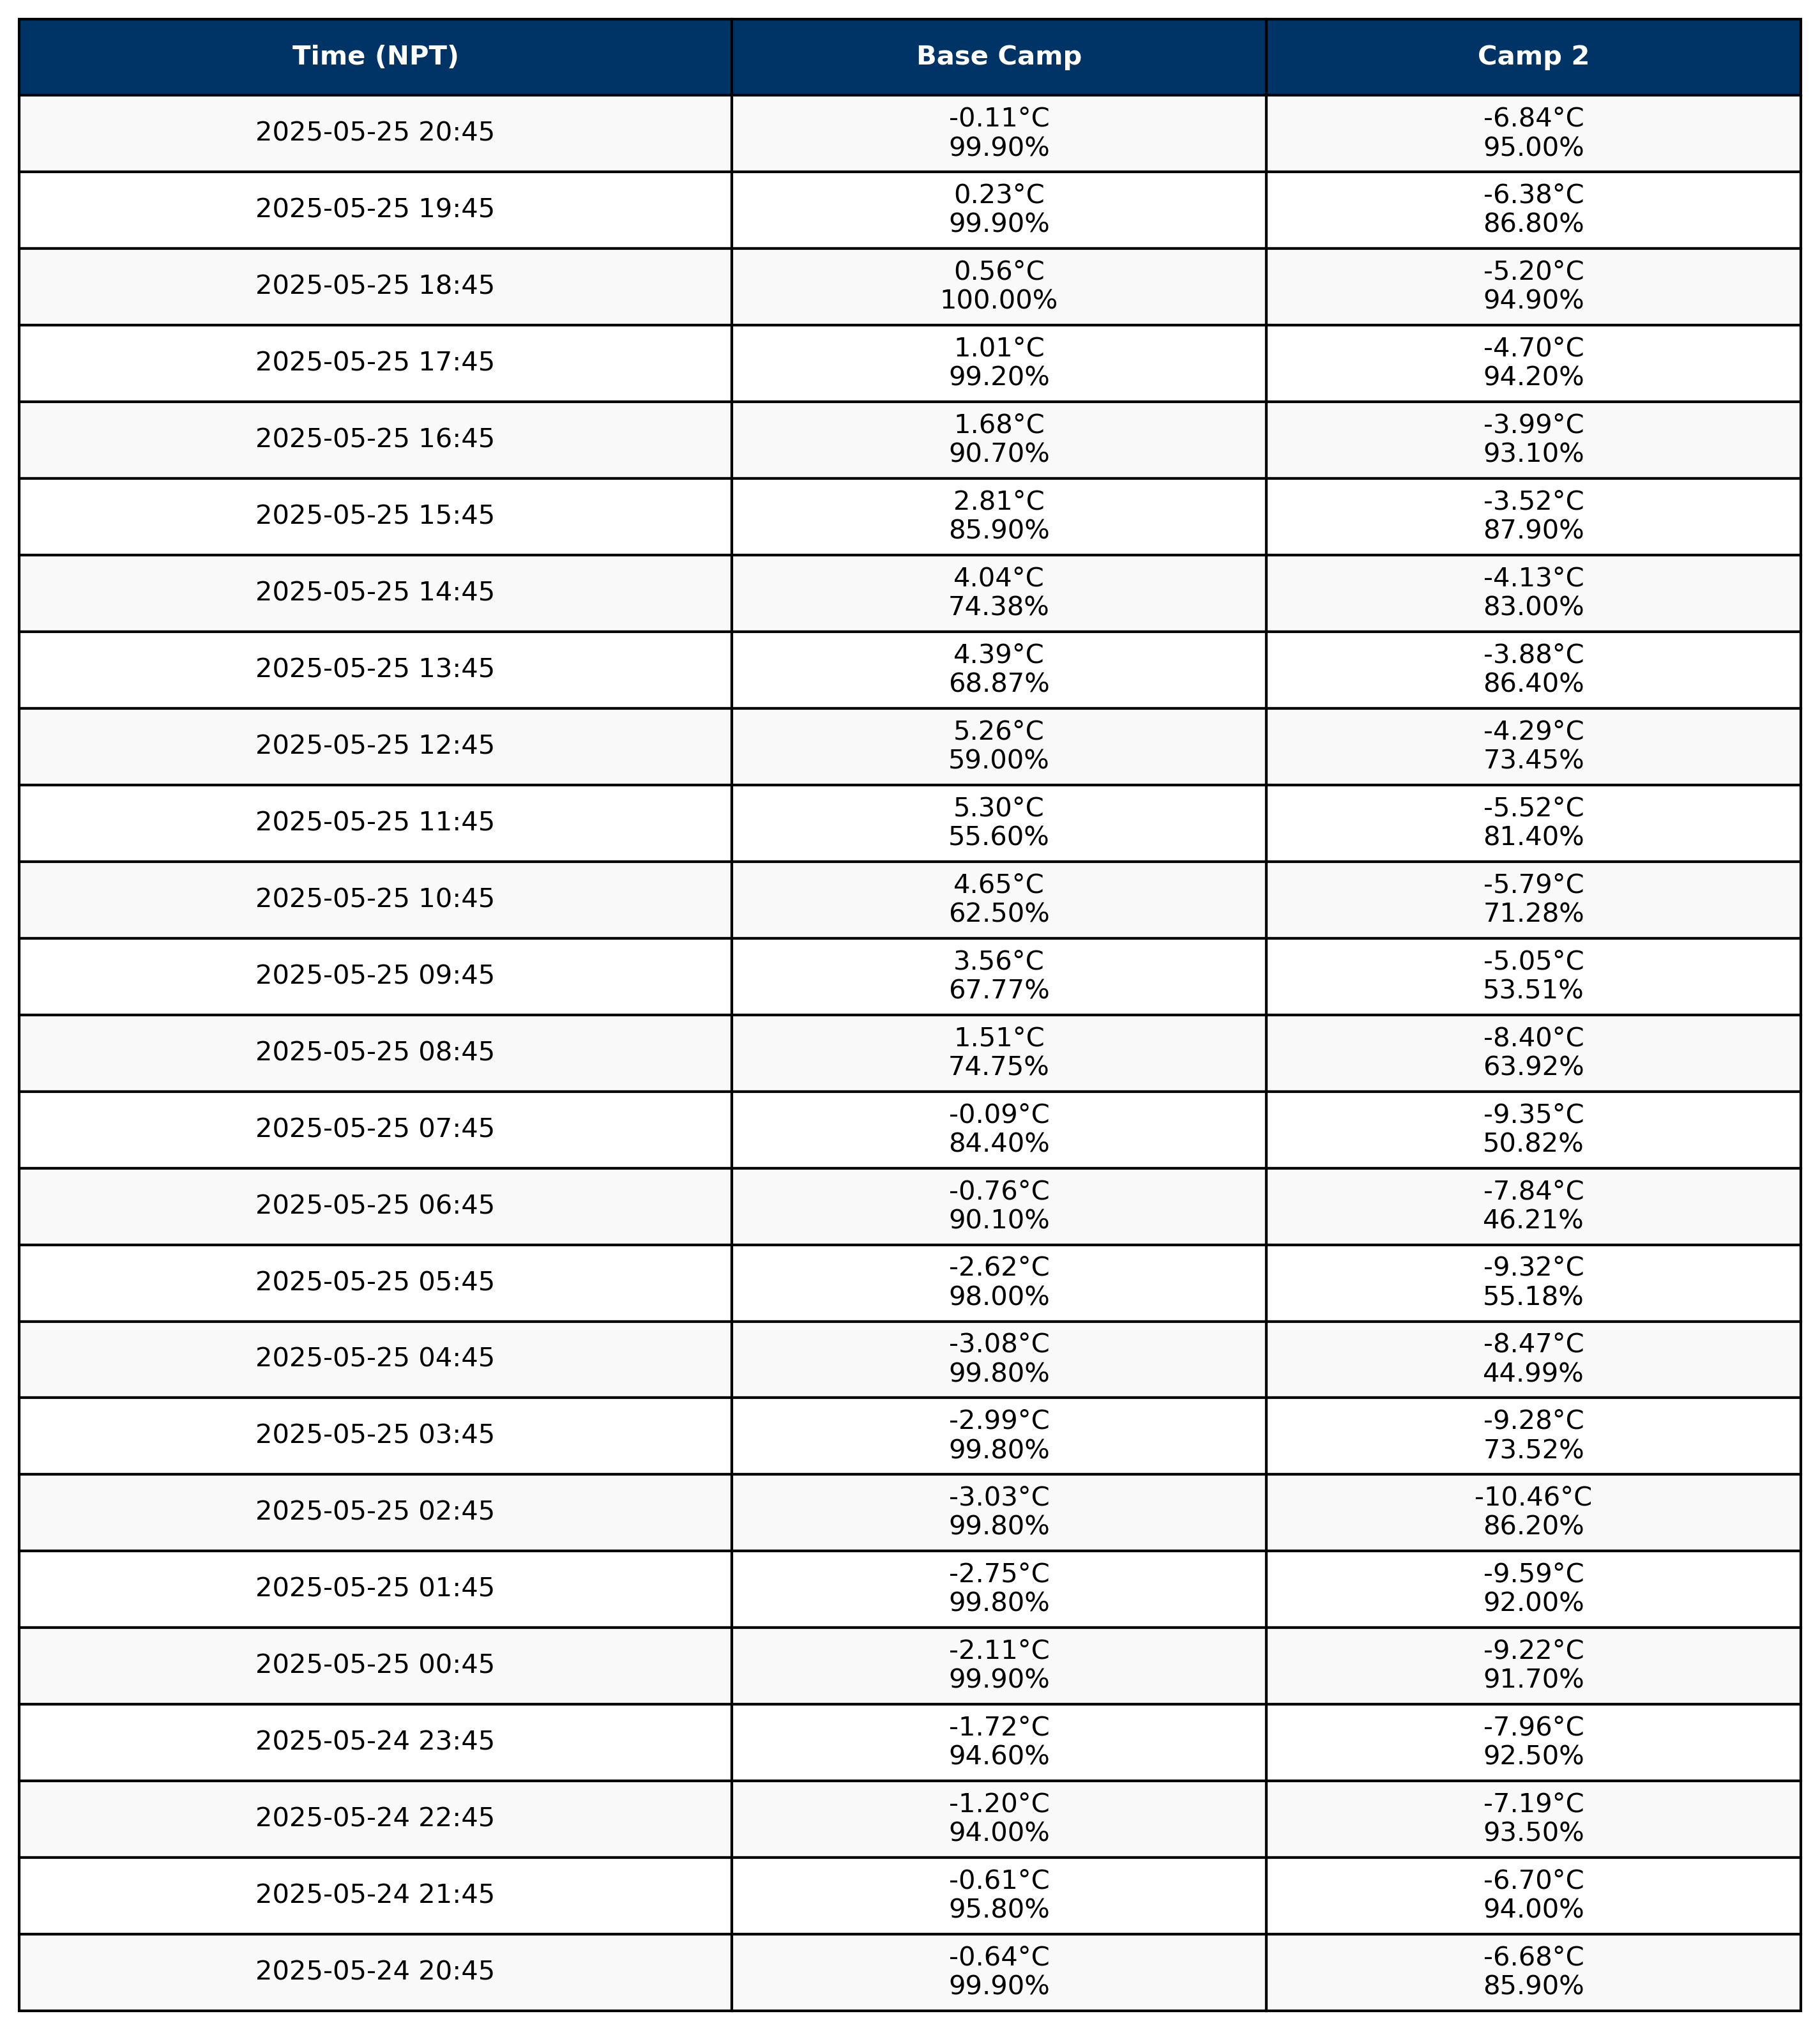 Time (NPT) Base Camp Camp 2
2025-05-25 20:45
-0.11°C
99.90%
-6.84°C
95.00%
2025-05-25 19:45
0.23°C
99.90%
-6.38°C
86.80%
2025-05-25 18:45
0.56°C
100.00%
-5.20°C
94.90%
2025-05-25 17:45
1.01°C
99.20%
-4.70°C
94.20%
2025-05-25 16:45
1.68°C
90.70%
-3.99°C
93.10%
2025-05-25 15:45
2.81°C
85.90%
-3.52°C
87.90%
2025-05-25 14:45
4.04°C
74.38%
-4.13°C
83.00%
2025-05-25 13:45
4.39°C
68.87%
-3.88°C
86.40%
2025-05-25 12:45
5.26°C
59.00%
-4.29°C
73.45%
2025-05-25 11:45
5.30°C
55.60%
-5.52°C
81.40%
2025-05-25 10:45
4.65°C
62.50%
-5.79°C
71.28%
2025-05-25 09:45
3.56°C
67.77%
-5.05°C
53.51%
2025-05-25 08:45
1.51°C
74.75%
-8.40°C
63.92%
2025-05-25 07:45
-0.09°C
84.40%
-9.35°C
50.82%
2025-05-25 06:45
-0.76°C
90.10%
-7.84°C
46.21%
2025-05-25 05:45
-2.62°C
98.00%
-9.32°C
55.18%
2025-05-25 04:45
-3.08°C
99.80%
-8.47°C
44.99%
2025-05-25 03:45
-2.99°C
99.80%
-9.28°C
73.52%
2025-05-25 02:45
-3.03°C
99.80%
-10.46°C
86.20%
2025-05-25 01:45
-2.75°C
99.80%
-9.59°C
92.00%
2025-05-25 00:45
-2.11°C
99.90%
-9.22°C
91.70%
2025-05-24 23:45
-1.72°C
94.60%
-7.96°C
92.50%
2025-05-24 22:45
-1.20°C
94.00%
-7.19°C
93.50%
2025-05-24 21:45
-0.61°C
95.80%
-6.70°C
94.00%
2025-05-24 20:45
-0.64°C
99.90%
-6.68°C
85.90%